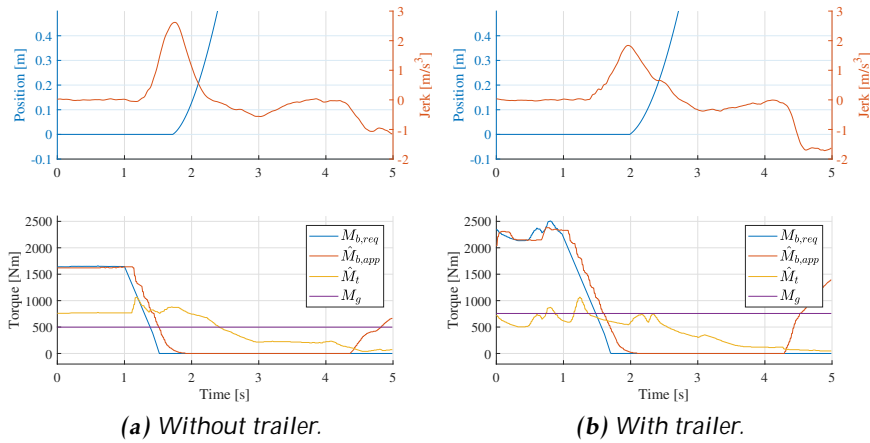 0.4
0.3
0.2
0.1
0
-0.1
Position [m]
3
2
1
0
-1
-2
Jerk [m/s³]
0 1 2 3 4 5
0.4
0.3
0.2
0.1
0
-0.1
Position [m]
3
2
1
0
-1
-2
Jerk [m/s³]
0 1 2 3 4 5
2500
2000
1500
1000
500
0
Torque [Nm]
M_{b,req}
M̂_{b,app}
M̂_t
M_g
0 1 2 3 4 5
Time [s]
2500
2000
1500
1000
500
0
Torque [Nm]
M_{b,req}
M̂_{b,app}
M̂_t
M_g
0 1 2 3 4 5
Time [s]
(a) Without trailer.
(b) With trailer.